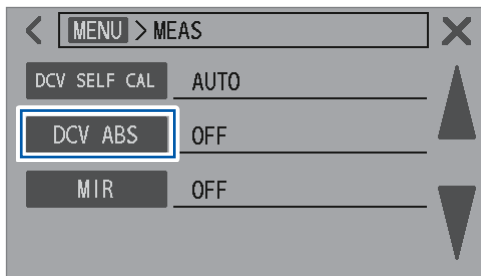 MENU > MEAS
DCV SELF CAL AUTO
DCV ABS OFF
MIR OFF